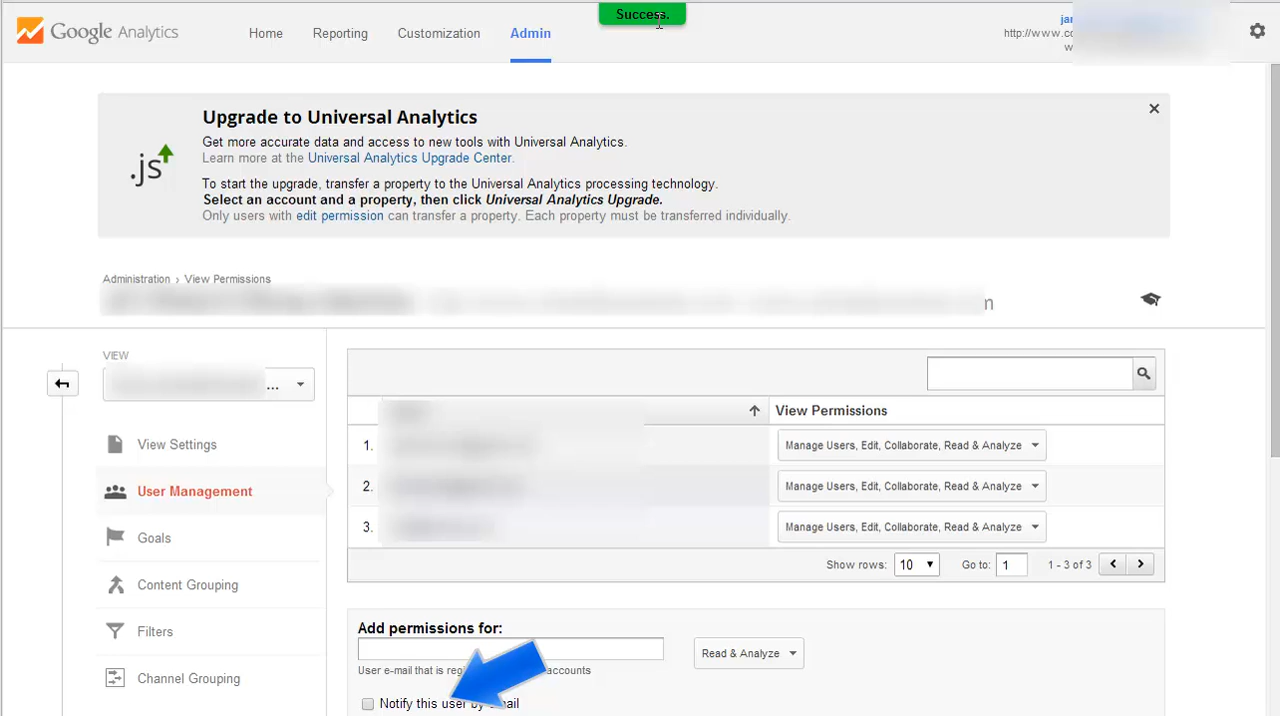 Success.
Google Analytics
Home Reporting Customization Admin
jar
http://www.cc
w
Upgrade to Universal Analytics
Get more accurate data and access to new tools with Universal Analytics.
Learn more at the Universal Analytics Upgrade Center.
.js
To start the upgrade, transfer a property to the Universal Analytics processing technology.
Select an account and a property, then click Universal Analytics Upgrade.
Only users with edit permission can transfer a property. Each property must be transferred individually.
Administration › View Permissions
n
VIEW
...
View Settings
User Management
Goals
Content Grouping
Filters
Channel Grouping
View Permissions
1. Manage Users, Edit, Collaborate, Read & Analyze
2. Manage Users, Edit, Collaborate, Read & Analyze
3. Manage Users, Edit, Collaborate, Read & Analyze
Show rows: 10 Go to: 1 1 - 3 of 3
Add permissions for:
Read & Analyze
User e-mail that is accounts
Notify this user by email